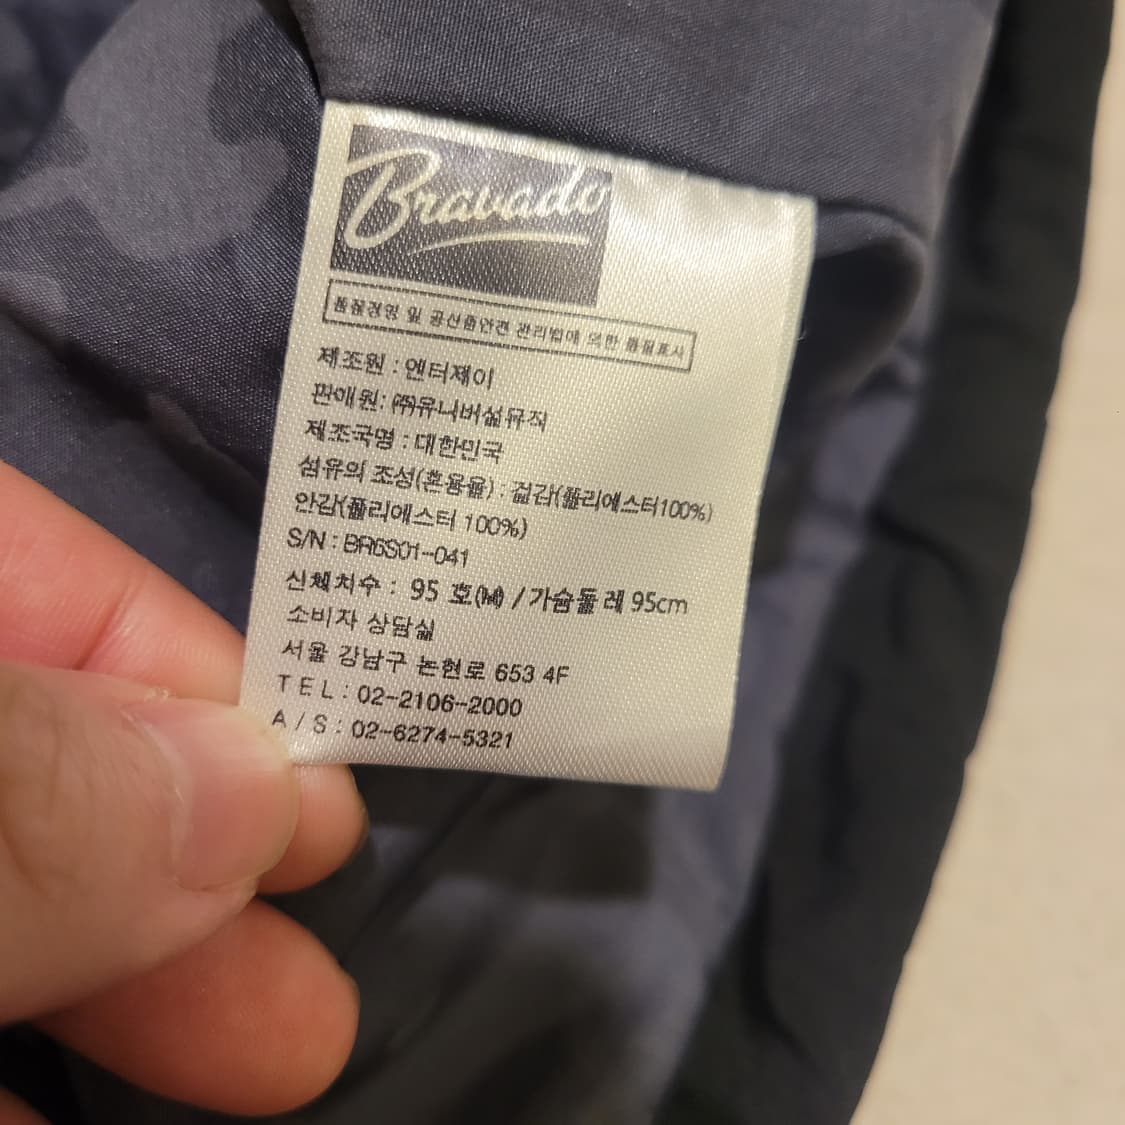 Bravado
품질경영 및 공산품안전 관리법에 의한 품질표시
제조원 : 엔터제이
판매원: ㈜유니버설뮤직
제조국명 : 대한민국
섬유의 조성(혼용율) : 겉감(폴리에스터100%)
안감(폴리에스터 100%)
S/N : BR6S01-041
신체치수 : 95 호(M) / 가슴둘레 95cm
소비자 상담실
서울 강남구 논현로 653 4F
T E L : 02-2106-2000
A / S : 02-6274-5321